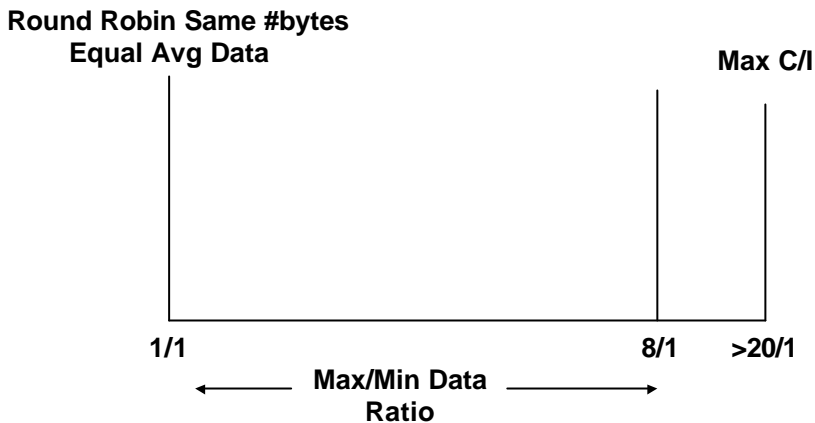 Round Robin Same #bytes
Equal Avg Data
Max C/I
1/1
8/1
>20/1
Max/Min Data
Ratio